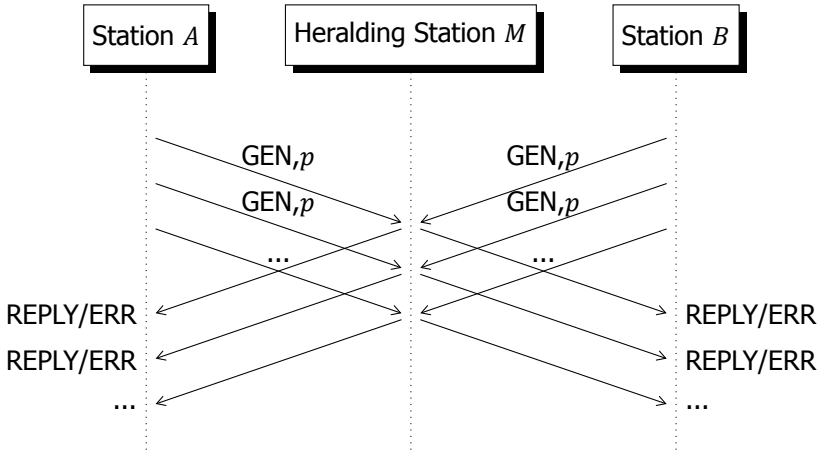 Station A
Heralding Station M
Station B
GEN,p
GEN,p
GEN,p
GEN,p
...
...
REPLY/ERR
REPLY/ERR
REPLY/ERR
REPLY/ERR
...
...